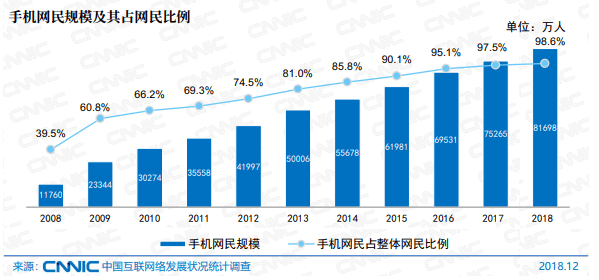 手机网民规模及其占网民比例
单位：万人
39.5% 60.8% 66.2% 69.3% 74.5% 81.0% 85.8% 90.1% 95.1% 97.5% 98.6%
11760 23344 30274 35558 41997 50006 55678 61981 69531 75265 81698
2008 2009 2010 2011 2012 2013 2014 2015 2016 2017 2018
手机网民规模 手机网民占整体网民比例
来源：CNNIC 中国互联网络发展状况统计调查 2018.12